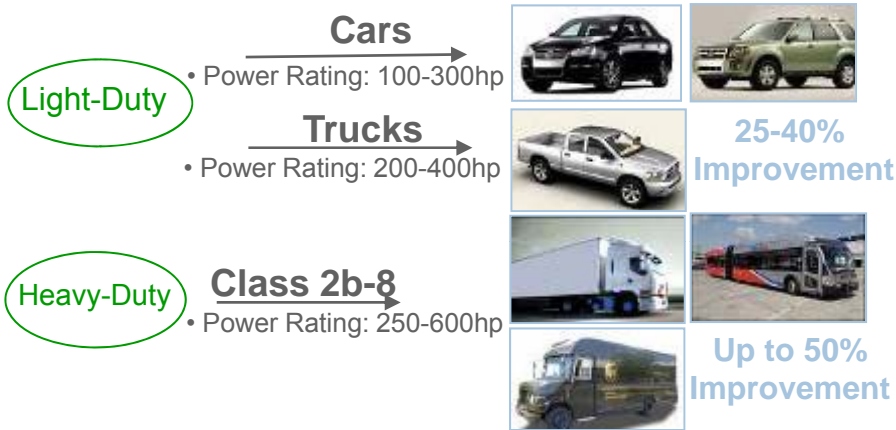 Cars
• Power Rating: 100-300hp
Light-Duty
Trucks
• Power Rating: 200-400hp
25-40%
Improvement
Heavy-Duty
Class 2b-8
• Power Rating: 250-600hp
Up to 50%
Improvement